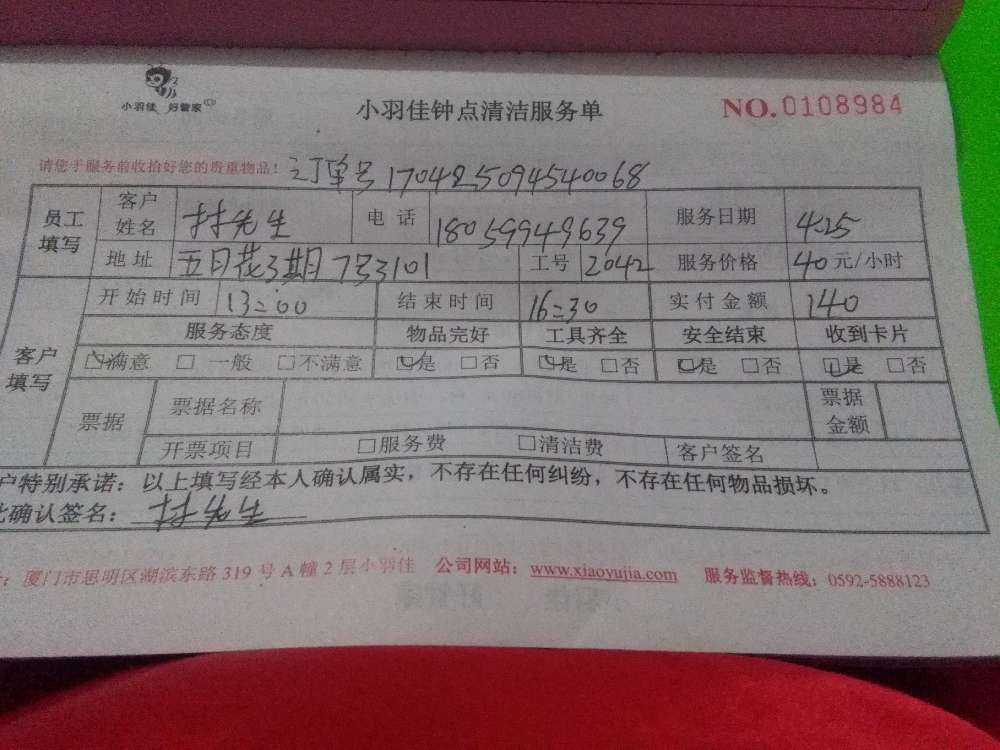 小羽佳 好管家
小羽佳钟点清洁服务单
NO.0108984
请您于服务前收拾好您的贵重物品！ 订单号 17042509454540068
员工填写 客户姓名 林先生 电话 18059949639 服务日期 4.25
地址 五月花3期7号3101 工号 2042 服务价格 40 元/小时
客户填写 开始时间 13:00 结束时间 16:30 实付金额 140
服务态度 物品完好 工具齐全 安全结束 收到卡片
☑满意 □一般 □不满意 ☑是 □否 ☑是 □否 ☑是 □否 ☑是 □否
票据 票据名称 票据金额
开票项目 □服务费 □清洁费 客户签名
户特别承诺：以上填写经本人确认属实，不存在任何纠纷，不存在任何物品损坏。
此确认签名： 林先生
：厦门市思明区湖滨东路 319 号 A 幢 2 层小羽佳 公司网站：www.xiaoyujia.com 服务监督热线：0592-5888123